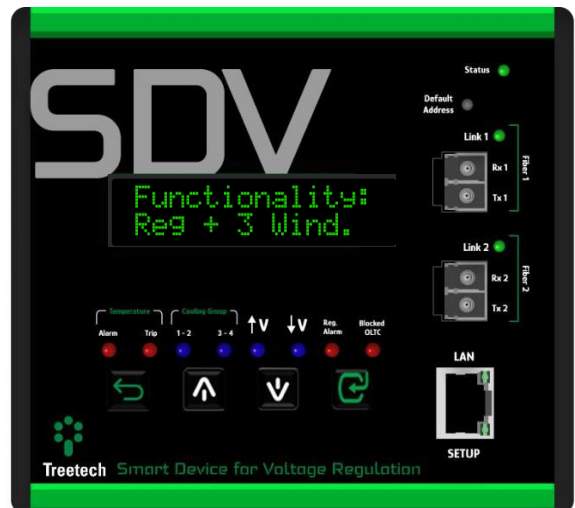 SDV
Status
Default
Address
Link 1
Rx 1
Tx 1
Fiber 1
Functionality:
Reg + 3 Wind.
Link 2
Rx 2
Tx 2
Fiber 2
Temperature
Cooling Group
Alarm
Trip
1 - 2
3 - 4
↑V
↓V
Reg.
Alarm
Blocked
OLTC
LAN
SETUP
Treetech Smart Device for Voltage Regulation